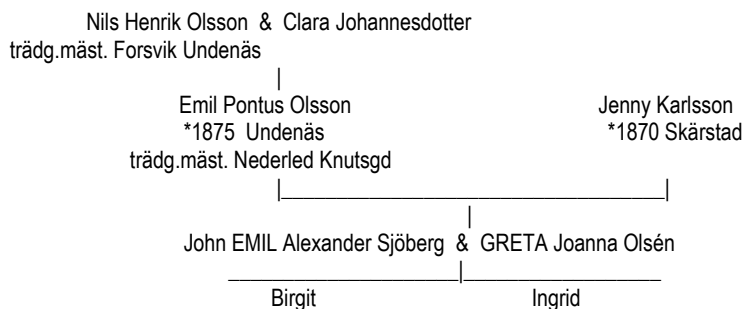 Nils Henrik Olsson & Clara Johannesdotter
trädg.mäst. Forsvik Undenäs
Emil Pontus Olsson Jenny Karlsson
*1875 Undenäs *1870 Skärstad
trädg.mäst. Nederled Knutsgd
John EMIL Alexander Sjöberg & GRETA Joanna Olsén
Birgit Ingrid